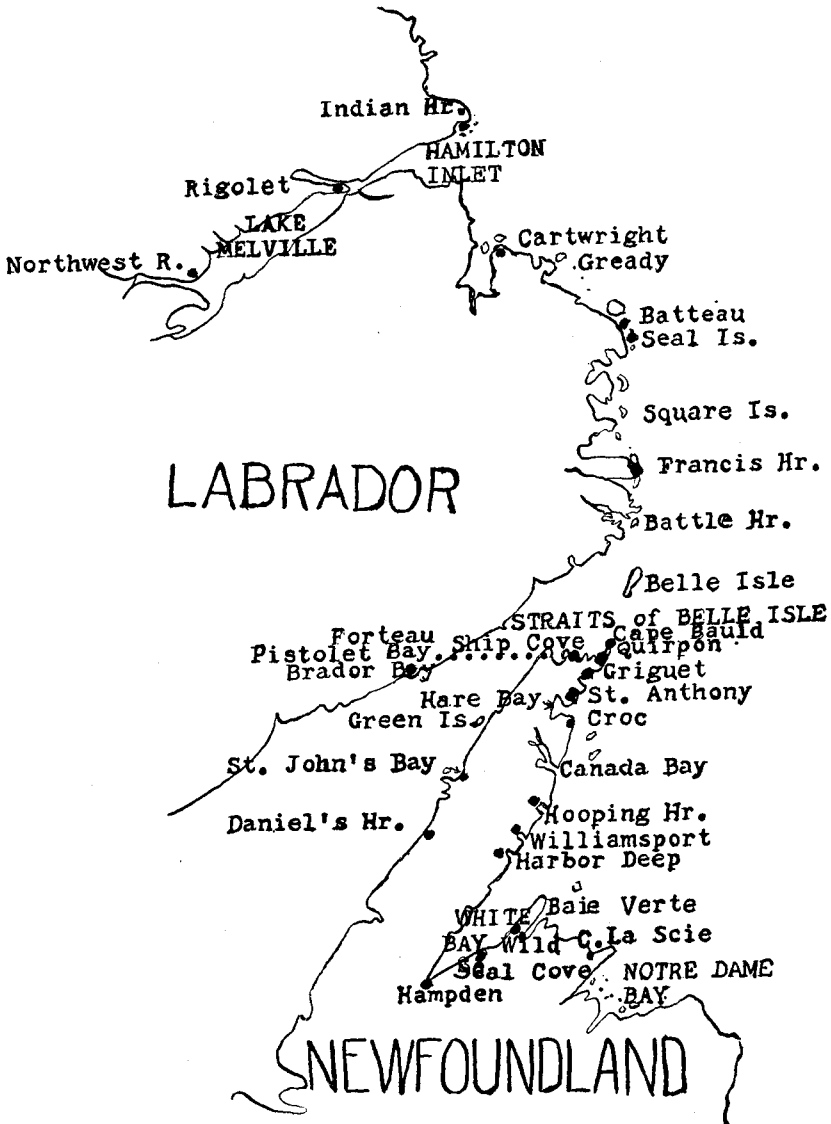 Indian Hr.
HAMILTON
INLET
Rigolet
LAKE
MELVILLE
Northwest R.
Cartwright
Gready
Batteau
Seal Is.
Square Is.
Francis Hr.
LABRADOR
Battle Hr.
Belle Isle
STRAITS of BELLE ISLE
Forteau
Cape Bauld
Ship Cove
Quirpon
Pistolet Bay
Brador Bay
Griguet
Hare Bay
St. Anthony
Green Is.
Croc
St. John's Bay
Canada Bay
Hooping Hr.
Daniel's Hr.
Williamsport
Harbor Deep
Baie Verte
WHITE
BAY
Wild C.
La Scie
Seal Cove
NOTRE DAME
BAY
Hampden
NEWFOUNDLAND